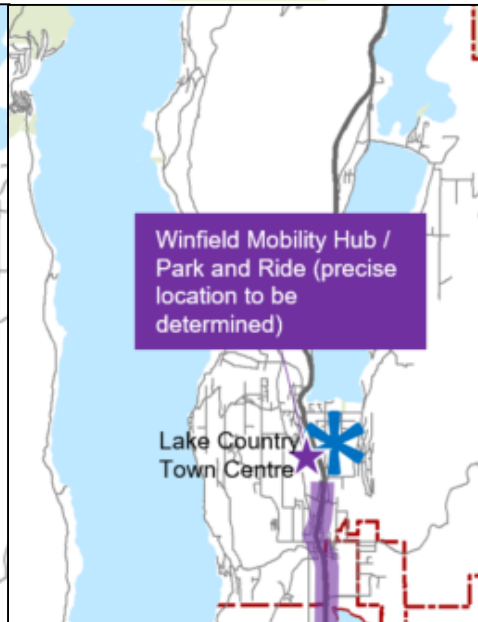 Winfield Mobility Hub /
Park and Ride (precise
location to be
determined)
Lake Country
Town Centre